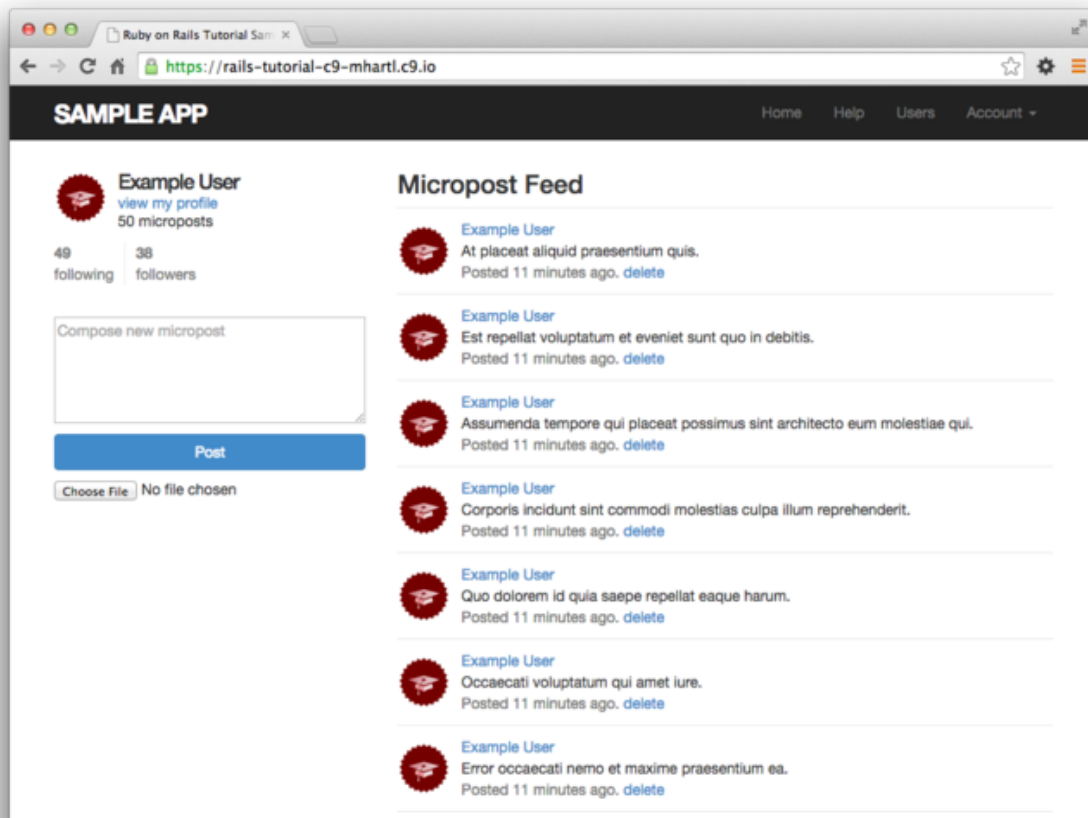 Ruby on Rails Tutorial Sam
https://rails-tutorial-c9-mhartl.c9.io
SAMPLE APP
Home Help Users Account
Example User
view my profile
50 microposts
49 38
following followers
Compose new micropost
Post
Choose File No file chosen
Micropost Feed
Example User
At placeat aliquid praesentium quis.
Posted 11 minutes ago. delete
Example User
Est repellat voluptatum et eveniet sunt quo in debitis.
Posted 11 minutes ago. delete
Example User
Assumenda tempore qui placeat possimus sint architecto eum molestiae qui.
Posted 11 minutes ago. delete
Example User
Corporis incidunt sint commodi molestias culpa illum reprehenderit.
Posted 11 minutes ago. delete
Example User
Quo dolorem id quia saepe repellat eaque harum.
Posted 11 minutes ago. delete
Example User
Occaecati voluptatum qui amet iure.
Posted 11 minutes ago. delete
Example User
Error occaecati nemo et maxime praesentium ea.
Posted 11 minutes ago. delete